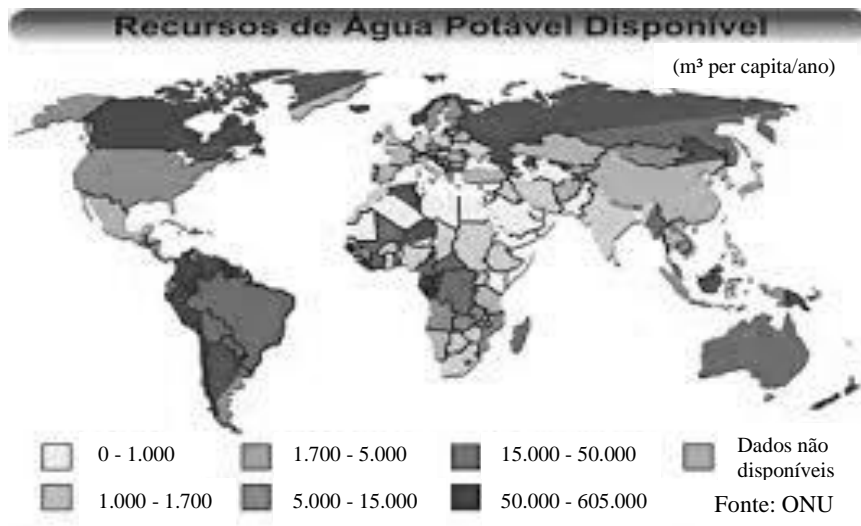 Recursos de Água Potável Disponível
(m³ per capita/ano)
0 - 1.000
1.700 - 5.000
15.000 - 50.000
Dados não
disponíveis
1.000 - 1.700
5.000 - 15.000
50.000 - 605.000
Fonte: ONU